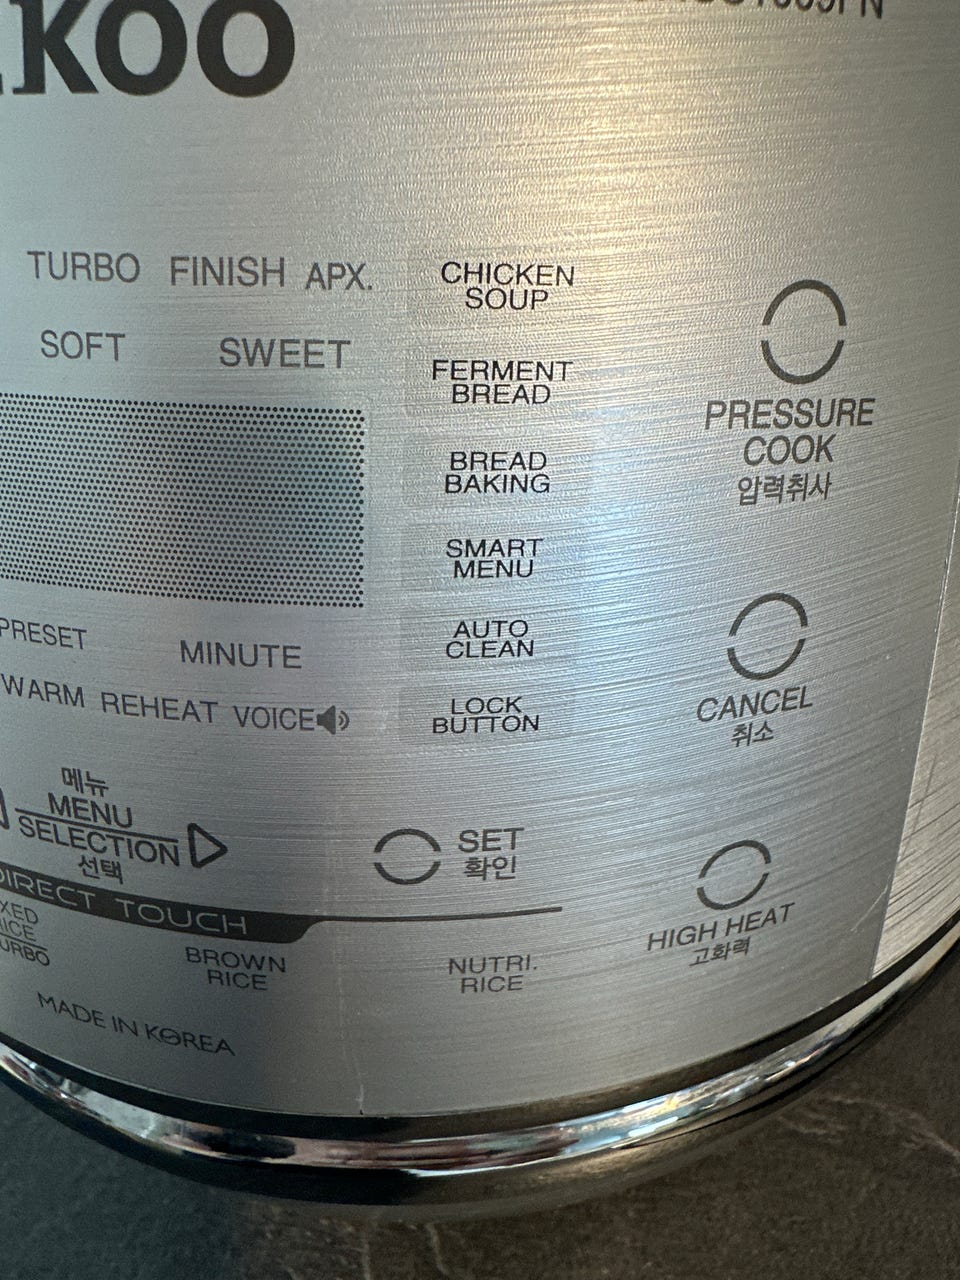 TURBO FINISH APX.
SOFT SWEET
PRESET MINUTE
WARM REHEAT VOICE
CHICKEN
SOUP
FERMENT
BREAD
BREAD
BAKING
SMART
MENU
AUTO
CLEAN
LOCK
BUTTON
PRESSURE
COOK
압력취사
CANCEL
취소
메뉴
MENU
SELECTION
선택
SET
확인
HIGH HEAT
고화력
DIRECT TOUCH
BROWN
RICE
NUTRI.
RICE
MADE IN KOREA